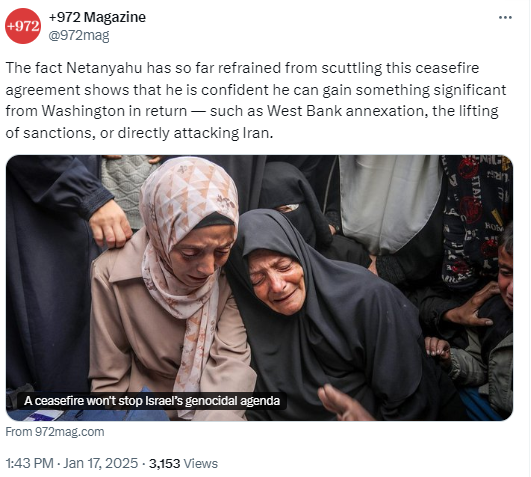 +972
+972 Magazine
@972mag
The fact Netanyahu has so far refrained from scuttling this ceasefire
agreement shows that he is confident he can gain something significant
from Washington in return — such as West Bank annexation, the lifting
of sanctions, or directly attacking Iran.
A ceasefire won't stop Israel's genocidal agenda
From 972mag.com
1:43 PM · Jan 17, 2025 · 3,153 Views